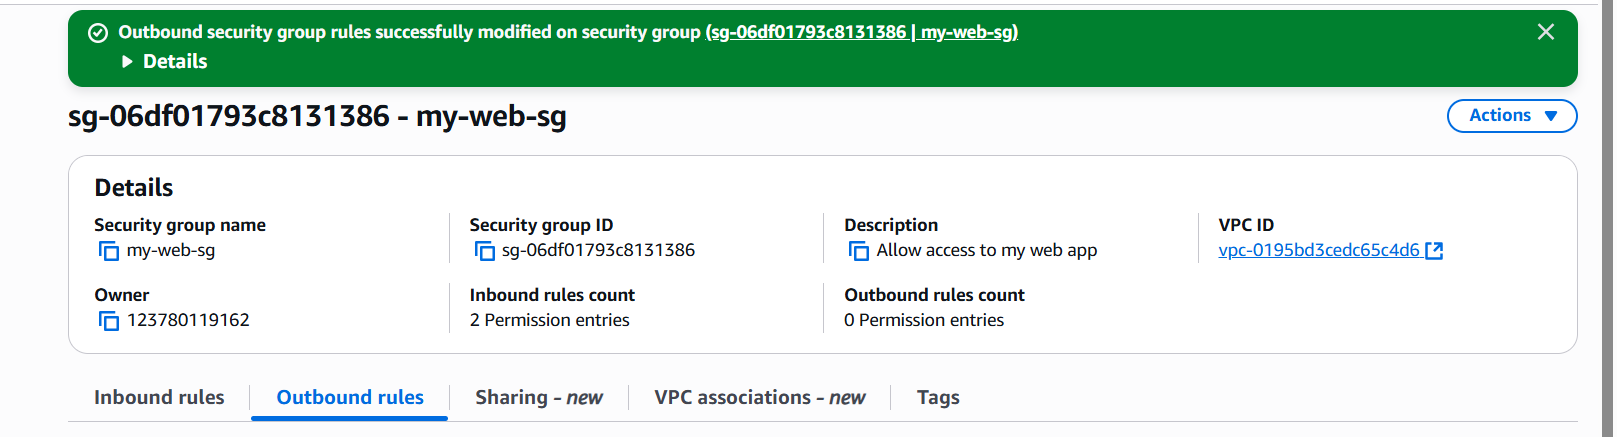 Outbound security group rules successfully modified on security group (sg-06df01793c8131386 | my-web-sg)
Details
sg-06df01793c8131386 - my-web-sg
Actions
Details
Security group name
my-web-sg
Security group ID
sg-06df01793c8131386
Description
Allow access to my web app
VPC ID
vpc-0195bd3cedc65c4d6
Owner
123780119162
Inbound rules count
2 Permission entries
Outbound rules count
0 Permission entries
Inbound rules
Outbound rules
Sharing - new
VPC associations - new
Tags